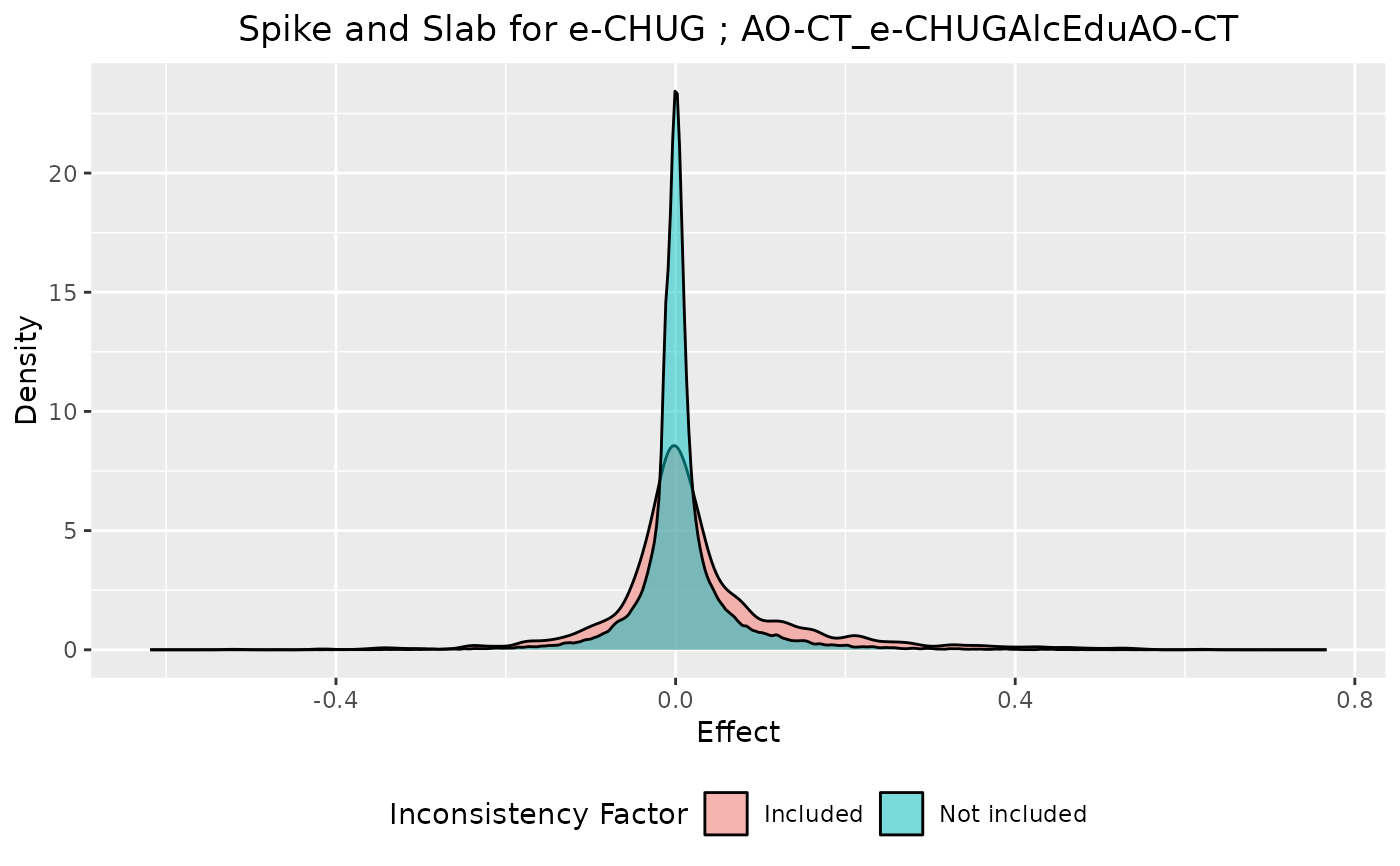 Spike and Slab for e-CHUG ; AO-CT_e-CHUGAlcEduAO-CT
Density
20
15
10
5
0
-0.4 0.0 0.4 0.8
Effect
Inconsistency Factor Included Not included